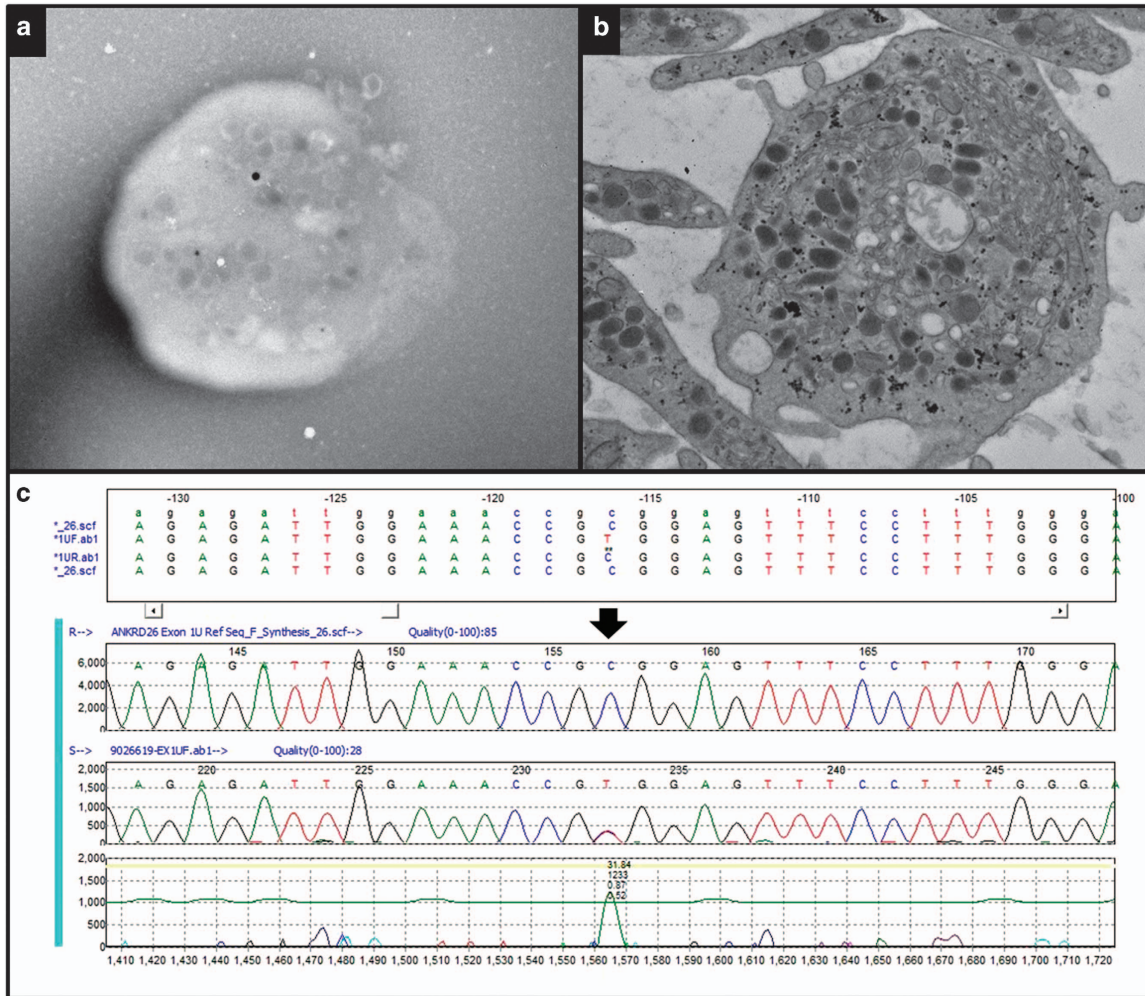 a
b
c
-130 -125 -120 -115 -110 -105 -100
a g a g a t t g g a a a c c g c g g a g t t t c c t t t g g g a
*_26.scf A G A G A T T G G A A A C C G C G G A G T T T C C T T T G G G A
*1UF.ab1 A G A G A T T G G A A A C C G T G G A G T T T C C T T T G G G A
**
*1UR.ab1 A G A G A T T G G A A A C C G C G G A G T T T C C T T T G G G A
*_26.scf A G A G A T T G G A A A C C G C G G A G T T T C C T T T G G G A
R--> ANKRD26 Exon 1U Ref Seq_F_Synthesis_26.scf--> Quality(0-100):85
145 150 155 160 165 170
A G A G A T T G G A A A C C G C G G A G T T T C C T T T G G G A
6,000
4,000
2,000
0
S--> 9026619-EX1UF.ab1--> Quality(0-100):28
2,000
220 225 230 235 240 245
A G A G A T T G G A A A C C G T G G A G T T T C C T T T G G G A
1,500
1,000
500
0
2,000
31.84
1,500
1233
0.87
1,000
500
0
1,410 1,420 1,430 1,440 1,450 1,460 1,470 1,480 1,490 1,500 1,510 1,520 1,530 1,540 1,550 1,560 1,570 1,580 1,590 1,600 1,610 1,620 1,630 1,640 1,650 1,660 1,670 1,680 1,690 1,700 1,710 1,720